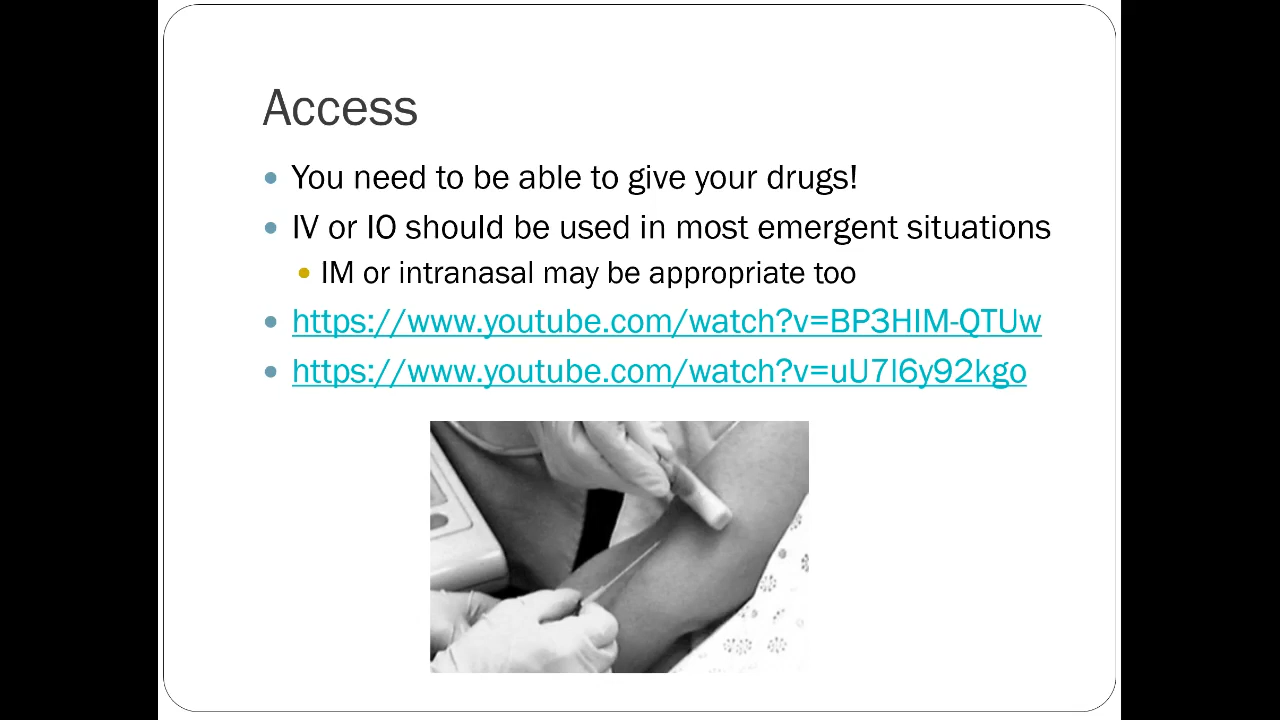 Access
You need to be able to give your drugs!
IV or IO should be used in most emergent situations
IM or intranasal may be appropriate too
https://www.youtube.com/watch?v=BP3HIM-QTUw
https://www.youtube.com/watch?v=uU7l6y92kgo